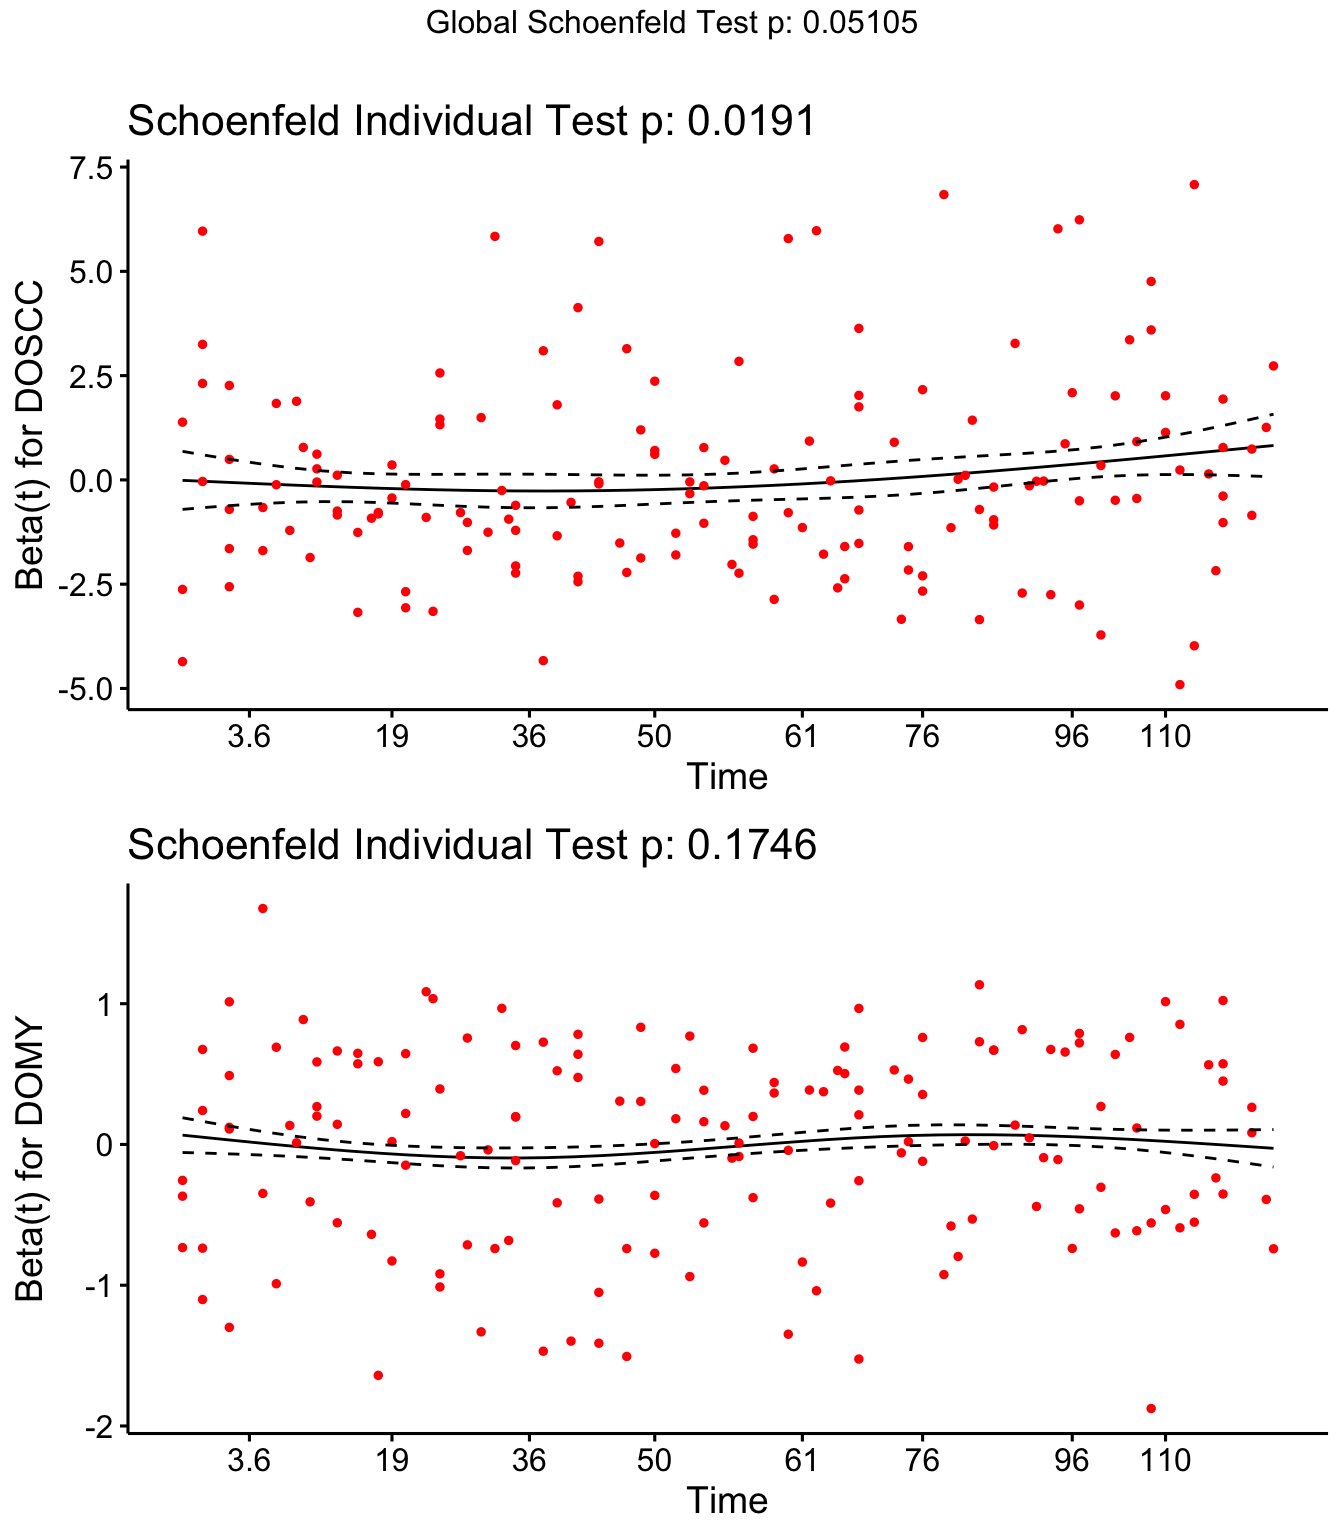 Global Schoenfeld Test p: 0.05105
Schoenfeld Individual Test p: 0.0191
Beta(t) for DOSCC
7.5
5.0
2.5
0.0
-2.5
-5.0
3.6 19 36 50 61 76 96 110
Time
Schoenfeld Individual Test p: 0.1746
Beta(t) for DOMY
1
0
-1
-2
3.6 19 36 50 61 76 96 110
Time